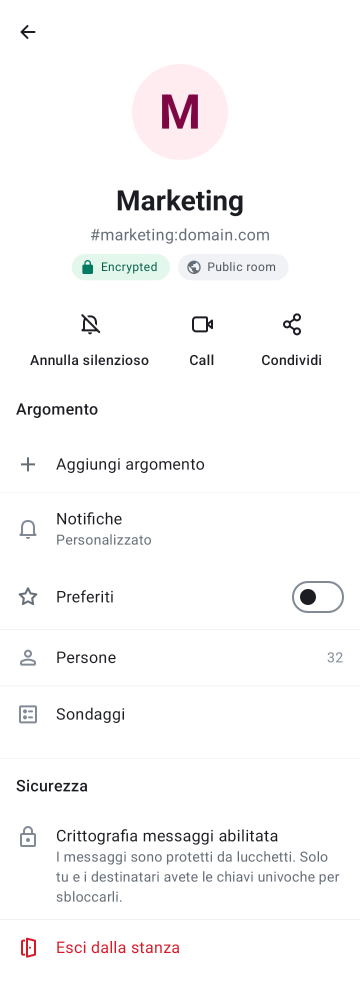 M
Marketing
#marketing:domain.com
Encrypted
Public room
Annulla silenzioso
Call
Condividi
Argomento
Aggiungi argomento
Notifiche
Personalizzato
Preferiti
Persone
32
Sondaggi
Sicurezza
Crittografia messaggi abilitata
I messaggi sono protetti da lucchetti. Solo
tu e i destinatari avete le chiavi univoche per
sbloccarli.
Esci dalla stanza